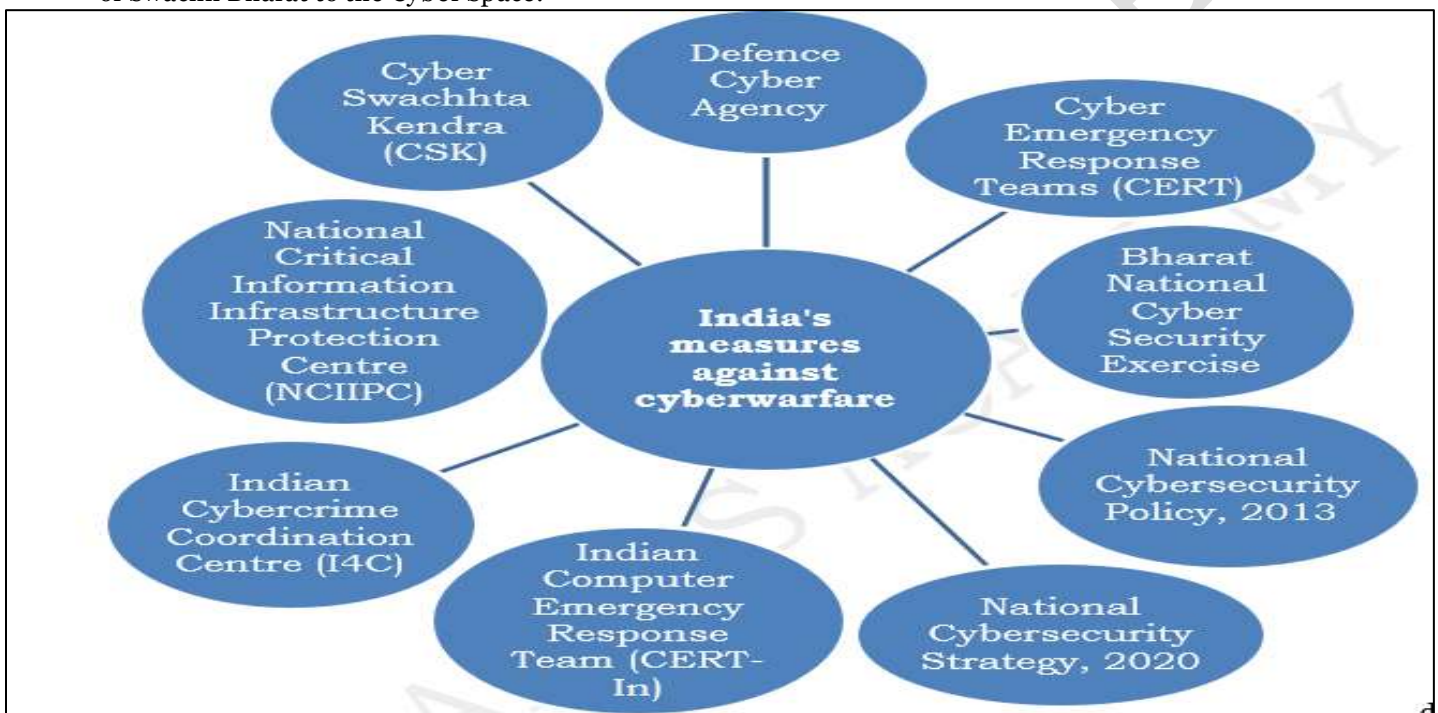 of Swachh Bharat to the Cyber Space.
Defence
Cyber
Agency
Cyber
Emergency
Response
Teams (CERT)
Bharat
National
Cyber
Security
Exercise
National
Cybersecurity
Policy, 2013
National
Cybersecurity
Strategy, 2020
Indian
Computer
Emergency
Response
Team (CERT-
In)
Indian
Cybercrime
Coordination
Centre (I4C)
National
Critical
Information
Infrastructure
Protection
Centre
(NCIIPC)
Cyber
Swachhta
Kendra
(CSK)
India's
measures
against
cyberwarfare